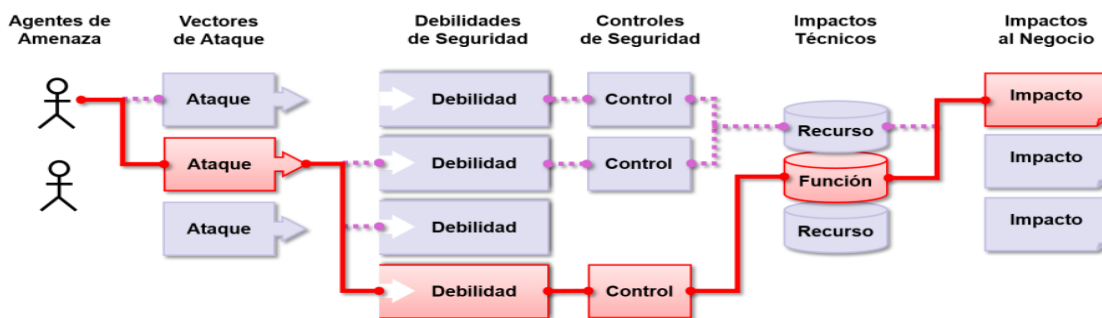 Agentes de
Amenaza
Vectores
de Ataque
Debilidades
de Seguridad
Controles
de Seguridad
Impactos
Técnicos
Impactos
al Negocio
Ataque
Debilidad
Control
Impacto
Recurso
Ataque
Debilidad
Control
Impacto
Función
Ataque
Debilidad
Impacto
Recurso
Debilidad
Control